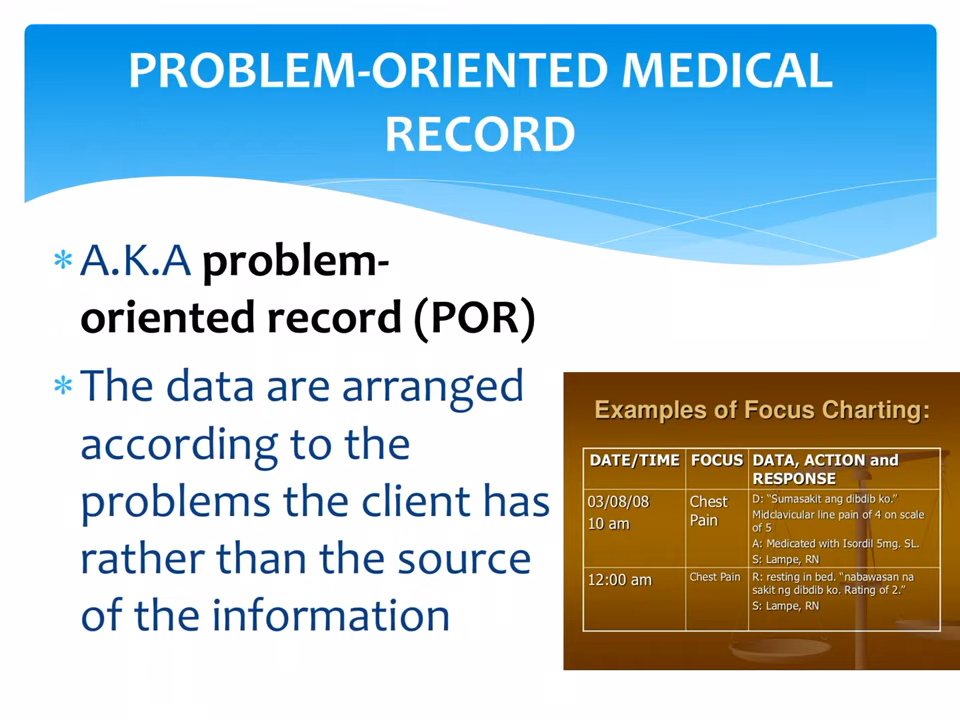 PROBLEM-ORIENTED MEDICAL
RECORD
A.K.A problem-
oriented record (POR)
The data are arranged
according to the
problems the client has
rather than the source
of the information
Examples of Focus Charting:
DATE/TIME FOCUS DATA, ACTION and
RESPONSE
03/08/08 Chest D: “Sumasakit ang dibdib ko.”
10 am Pain Midclavicular line pain of 4 on scale
of 5
A: Medicated with Isordil 5mg. SL.
S: Lampe, RN
12:00 am Chest Pain R: resting in bed. “nabawasan na
sakit ng dibdib ko. Rating of 2.”
S: Lampe, RN